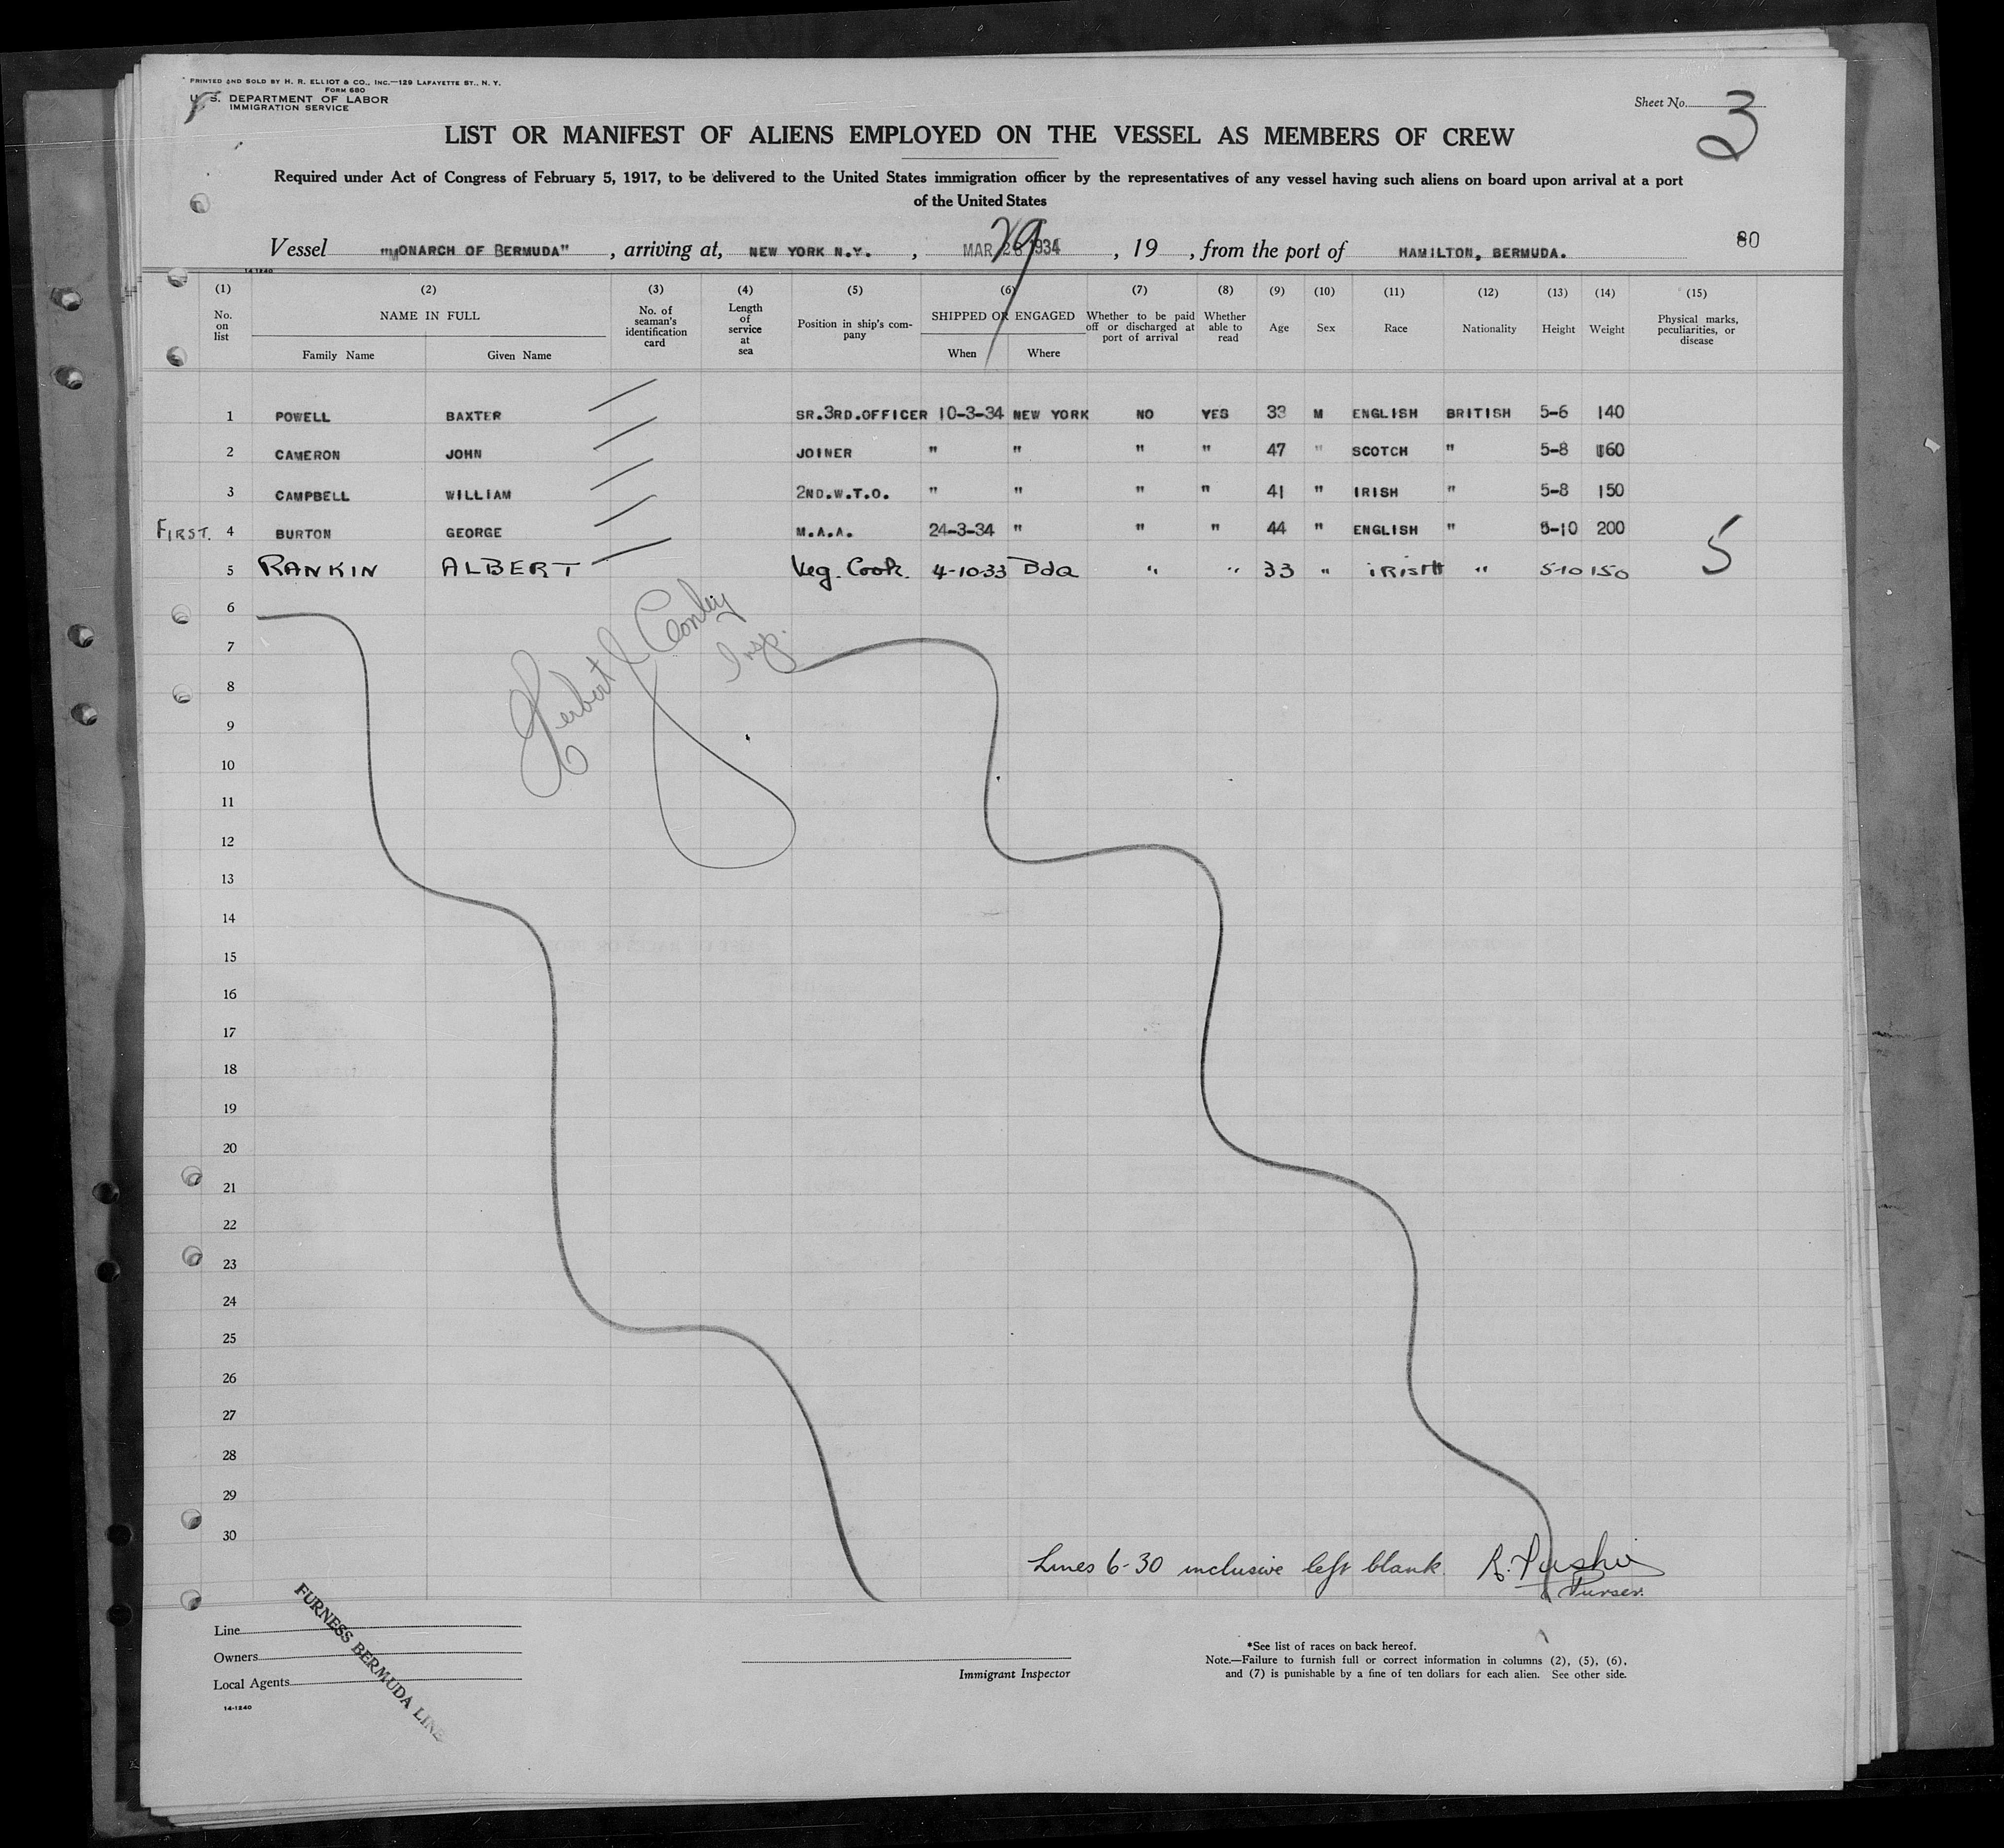 PRINTED AND SOLD BY H. R. ELLIOT & CO., INC.—129 LAFAYETTE ST., N. Y.
FORM 680
U. S. DEPARTMENT OF LABOR
IMMIGRATION SERVICE
Sheet No. 3
LIST OR MANIFEST OF ALIENS EMPLOYED ON THE VESSEL AS MEMBERS OF CREW
Required under Act of Congress of February 5, 1917, to be delivered to the United States immigration officer by the representatives of any vessel having such aliens on board upon arrival at a port
of the United States
Vessel "MONARCH OF BERMUDA", arriving at, NEW YORK N.Y., MAR 28 1934 29, 19 , from the port of HAMILTON, BERMUDA. 80
14-1240
(1) (2) (3) (4) (5) (6) (7) (8) (9) (10) (11) (12) (13) (14) (15)
No. on list NAME IN FULL Family Name Given Name No. of seaman's identification card Length of service at sea Position in ship's company SHIPPED OR ENGAGED When Where Whether to be paid off or discharged at port of arrival Whether able to read Age Sex Race Nationality Height Weight Physical marks, peculiarities, or disease
1 POWELL BAXTER SR.3RD.OFFICER 10-3-34 NEW YORK NO YES 33 M ENGLISH BRITISH 5-6 140
2 CAMERON JOHN JOINER " " " " 47 " SCOTCH " 5-8 160
3 CAMPBELL WILLIAM 2ND.W.T.O. " " " " 41 " IRISH " 5-8 150
FIRST. 4 BURTON GEORGE M.A.A. 24-3-34 " " " 44 " ENGLISH " 5-10 200
5 RANKIN ALBERT Veg. Cook. 4-10-33 Bda " " 33 " IRISH " 5-10 150 5
6
7
8
9
10
11
12
13
14
15
16
17
18
19
20
21
22
23
24
25
26
27
28
29
30
Herbert J Conley
Insp.
Lines 6-30 inclusive left blank.
Purser.
Line
Owners
Local Agents
14-1240
FURNESS BERMUDA LINE
Immigrant Inspector
*See list of races on back hereof.
Note.—Failure to furnish full or correct information in columns (2), (5), (6),
and (7) is punishable by a fine of ten dollars for each alien. See other side.